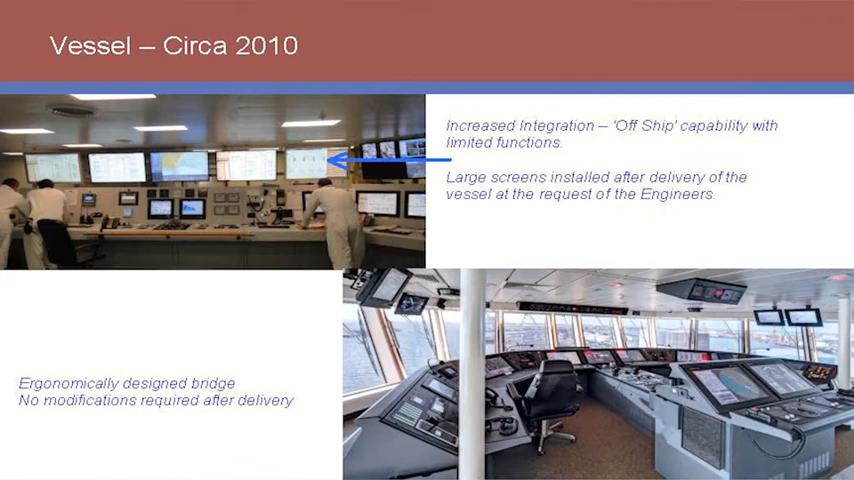 Vessel – Circa 2010
Increased Integration – 'Off Ship' capability with
limited functions.
Large screens installed after delivery of the
vessel at the request of the Engineers.
Ergonomically designed bridge
No modifications required after delivery